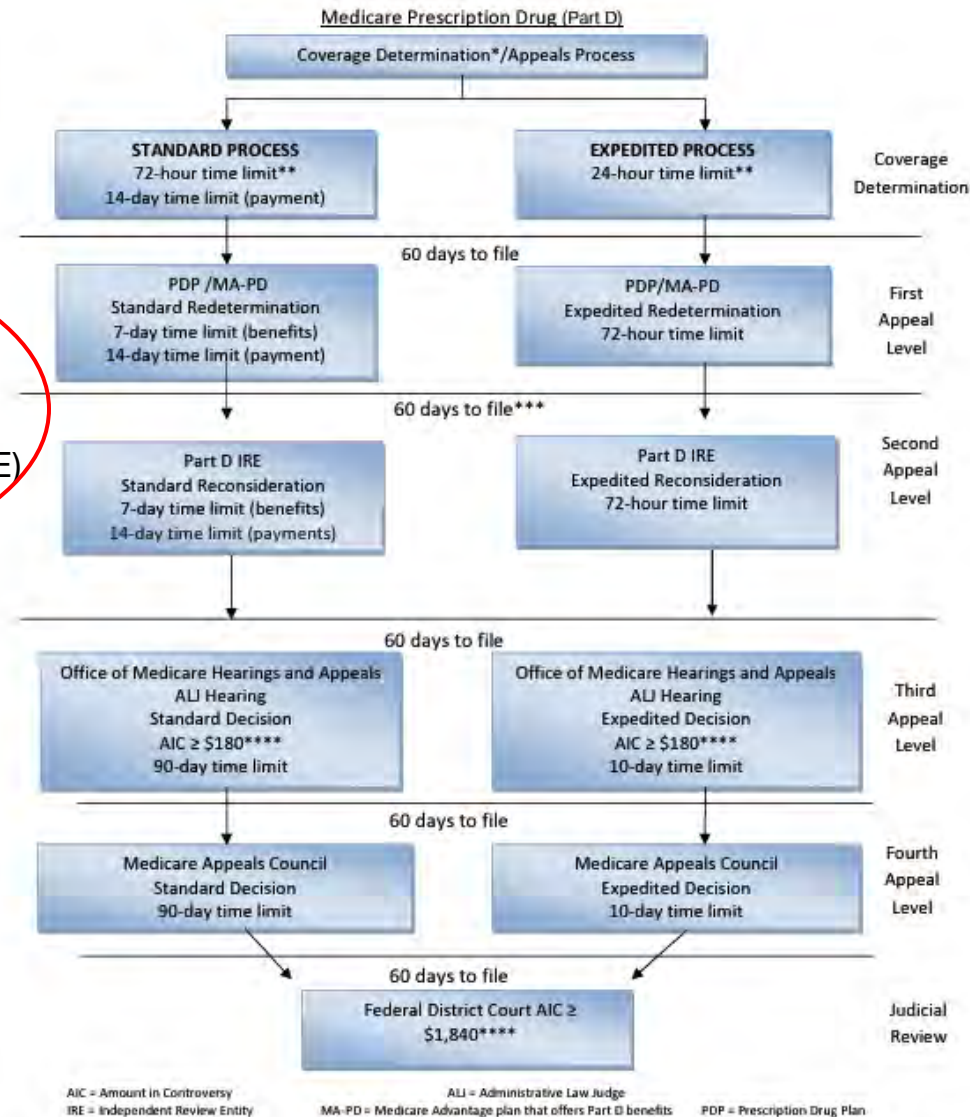 Medicare Prescription Drug (Part D)
Coverage Determination*/Appeals Process
STANDARD PROCESS
72-hour time limit**
14-day time limit (payment)
EXPEDITED PROCESS
24-hour time limit**
Coverage
Determination
60 days to file
PDP /MA-PD
Standard Redetermination
7-day time limit (benefits)
14-day time limit (payment)
PDP/MA-PD
Expedited Redetermination
72-hour time limit
First
Appeal
Level
60 days to file***
E)
Part D IRE
Standard Reconsideration
7-day time limit (benefits)
14-day time limit (payments)
Part D IRE
Expedited Reconsideration
72-hour time limit
Second
Appeal
Level
60 days to file
Office of Medicare Hearings and Appeals
ALJ Hearing
Standard Decision
AIC ≥ $180****
90-day time limit
Office of Medicare Hearings and Appeals
ALJ Hearing
Expedited Decision
AIC ≥ $180****
10-day time limit
Third
Appeal
Level
60 days to file
Medicare Appeals Council
Standard Decision
90-day time limit
Medicare Appeals Council
Expedited Decision
10-day time limit
Fourth
Appeal
Level
60 days to file
Federal District Court AIC ≥
$1,840****
Judicial
Review
AIC = Amount in Controversy
ALJ = Administrative Law Judge
IRE = Independent Review Entity
MA-PD = Medicare Advantage plan that offers Part D benefits
PDP = Prescription Drug Plan